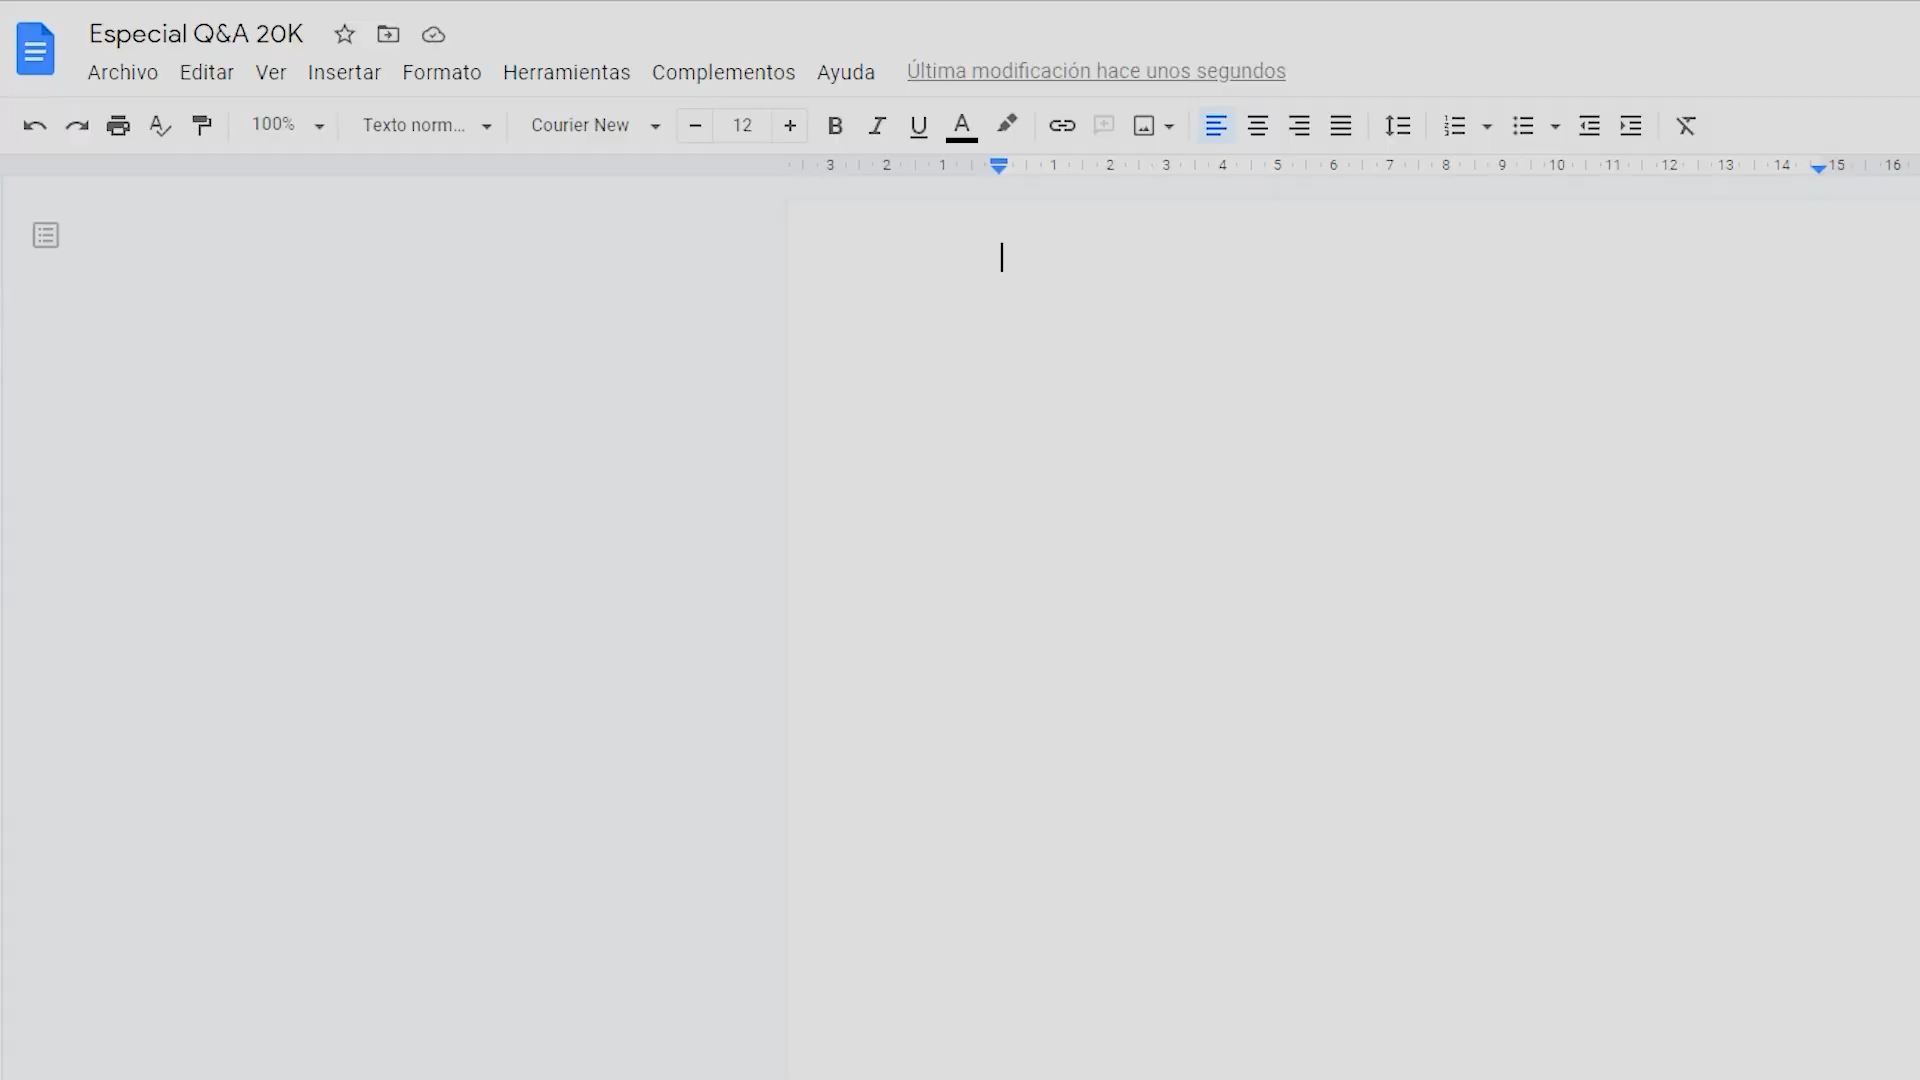 Especial Q&A 20K
Archivo Editar Ver Insertar Formato Herramientas Complementos Ayuda Última modificación hace unos segundos
100% Texto norm... Courier New − 12 + B I U A
3 2 1 1 2 3 4 5 6 7 8 9 10 11 12 13 14 15 16